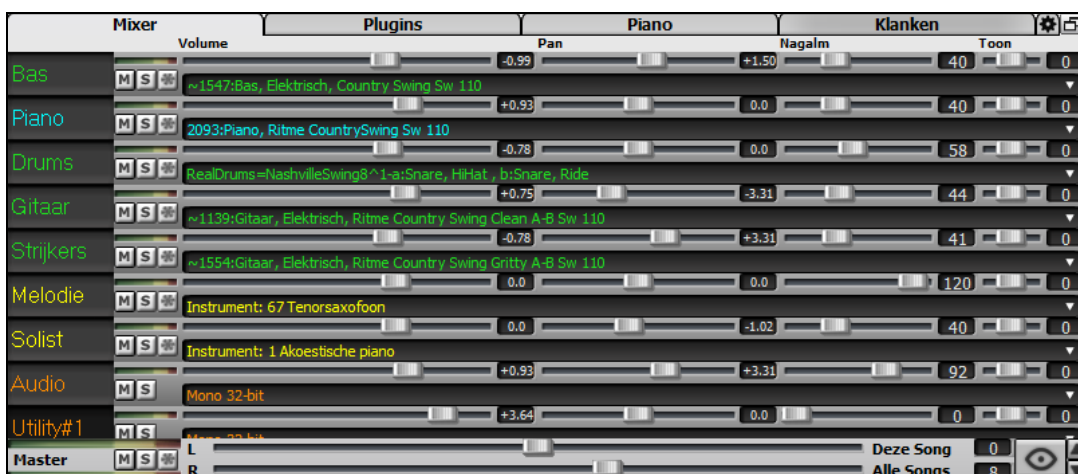 Mixer Plugins Piano Klanken
Volume Pan Nagalm Toon
Bas M S -0.99 +1.50 40 0
~1547:Bas, Elektrisch, Country Swing Sw 110
Piano M S +0.93 0.0 40 0
2093:Piano, Ritme CountrySwing Sw 110
Drums M S -0.78 0.0 58 0
RealDrums=NashvilleSwing8^1-a:Snare, HiHat , b:Snare, Ride
Gitaar M S +0.75 -3.31 44 0
~1139:Gitaar, Elektrisch, Ritme Country Swing Clean A-B Sw 110
Strijkers M S -0.78 +3.31 41 0
~1554:Gitaar, Elektrisch, Ritme Country Swing Gritty A-B Sw 110
Melodie M S 0.0 0.0 120 0
Instrument: 67 Tenorsaxofoon
Solist M S 0.0 -1.02 40 0
Instrument: 1 Akoestische piano
Audio M S +0.93 +3.31 92 0
Mono 32-bit
Utility#1 M S +3.64 0.0 0 0
Mono 32-bit
Master M S L Deze Song 0
R Alle Songs 8